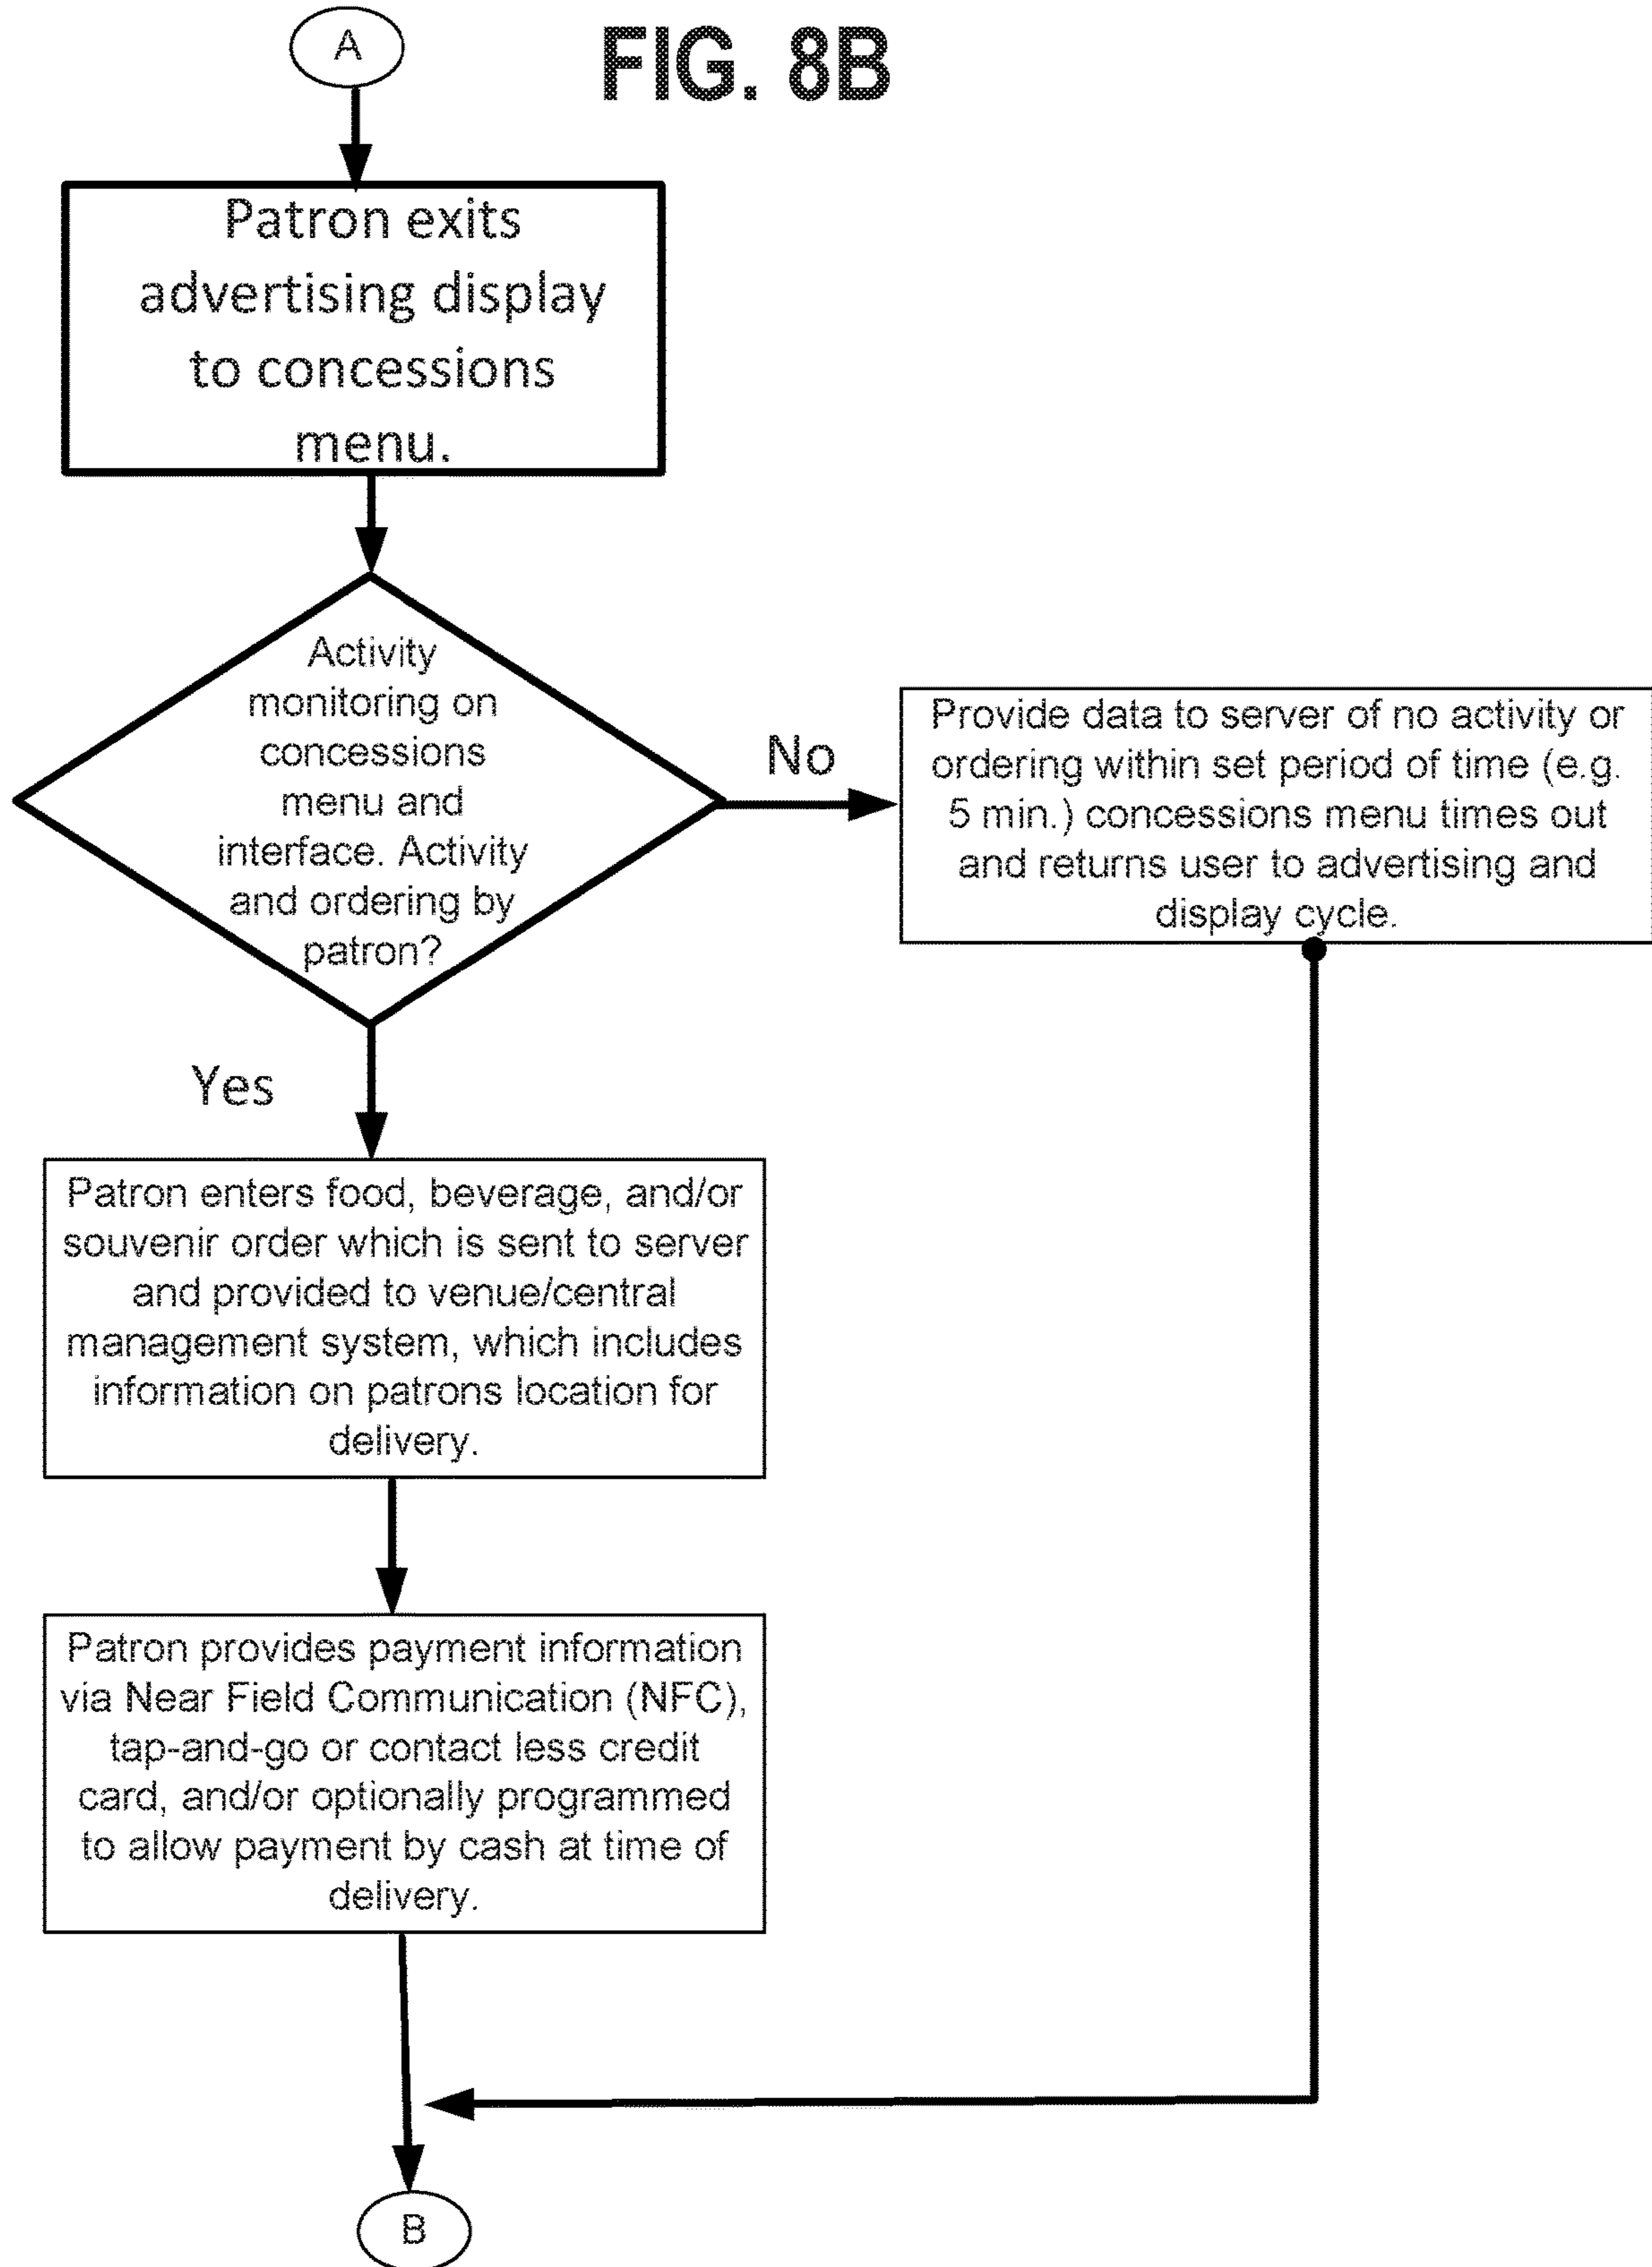 A
FIG. 8B
Patron exits
advertising display
to concessions
menu.
Activity
monitoring on
concessions
menu and
interface. Activity
and ordering by
patron?
No
Provide data to server of no activity or
ordering within set period of time (e.g.
5 min.) concessions menu times out
and returns user to advertising and
display cycle.
Yes
Patron enters food, beverage, and/or
souvenir order which is sent to server
and provided to venue/central
management system, which includes
information on patrons location for
delivery.
Patron provides payment information
via Near Field Communication (NFC),
tap-and-go or contact less credit
card, and/or optionally programmed
to allow payment by cash at time of
delivery.
B